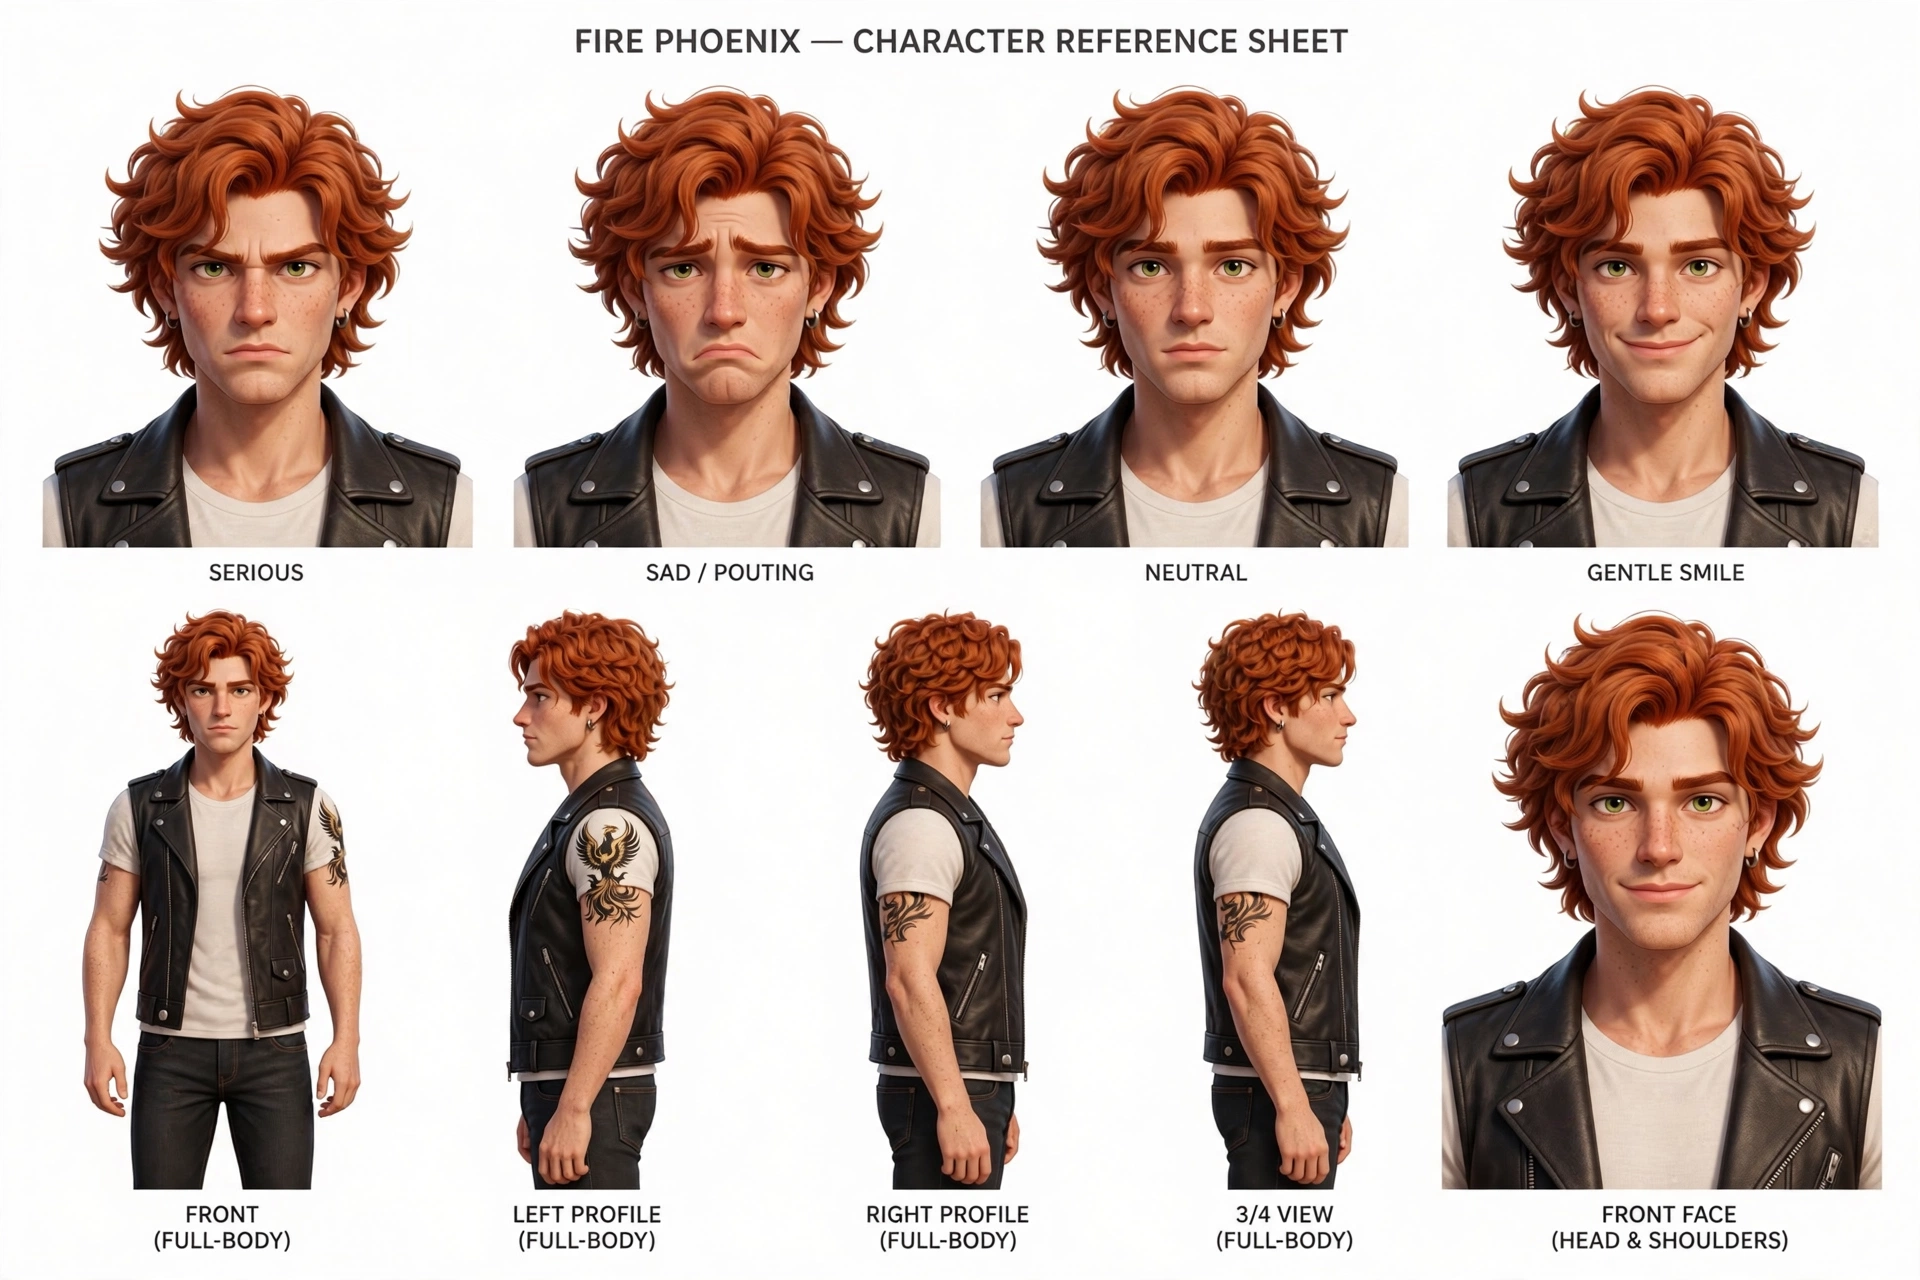 FIRE PHOENIX — CHARACTER REFERENCE SHEET
SERIOUS
SAD / POUTING
NEUTRAL
GENTLE SMILE
FRONT
(FULL-BODY)
LEFT PROFILE
(FULL-BODY)
RIGHT PROFILE
(FULL-BODY)
3/4 VIEW
(FULL-BODY)
FRONT FACE
(HEAD & SHOULDERS)